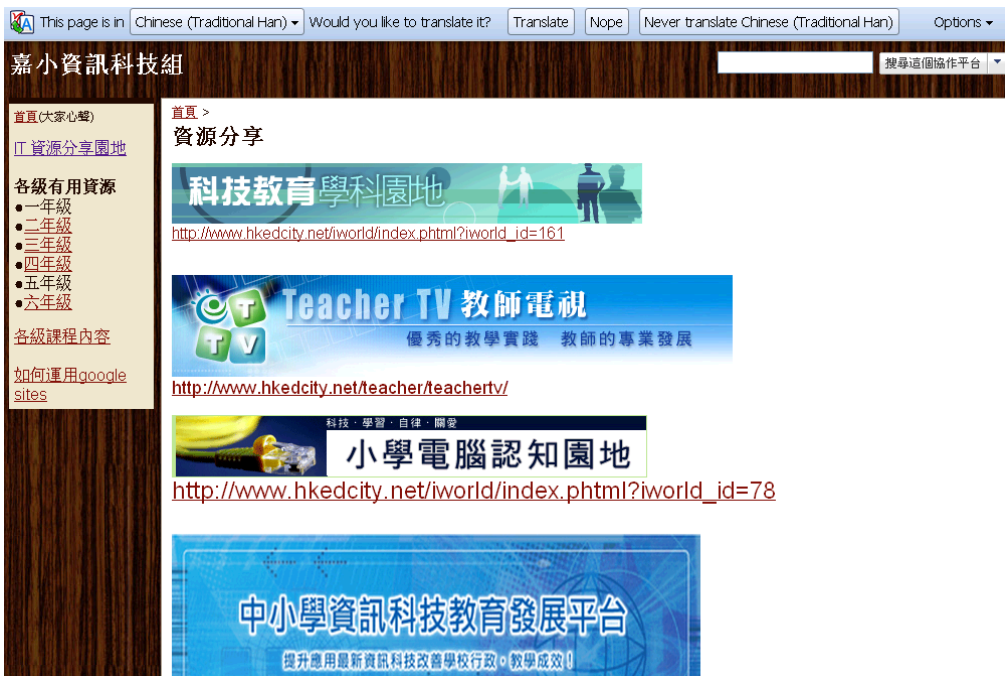 This page is in Chinese (Traditional Han) Would you like to translate it? Translate Nope Never translate Chinese (Traditional Han) Options
嘉小資訊科技組
搜尋這個協作平台
首頁(大家心聲)
IT 資源分享園地
各級有用資源
●一年級
●二年級
●三年級
●四年級
●五年級
●六年級
各級課程內容
如何運用google
sites
首頁 >
資源分享
科技教育學科園地
http://www.hkedcity.net/iworld/index.phtml?iworld_id=161
TTTV
Teacher TV 教師電視
優秀的教學實踐 教師的專業發展
http://www.hkedcity.net/teacher/teachertv/
科技 · 學習 · 自律 · 關愛
小學電腦認知園地
http://www.hkedcity.net/iworld/index.phtml?iworld_id=78
中小學資訊科技教育發展平台
提升應用最新資訊科技改善學校行政、教學成效！